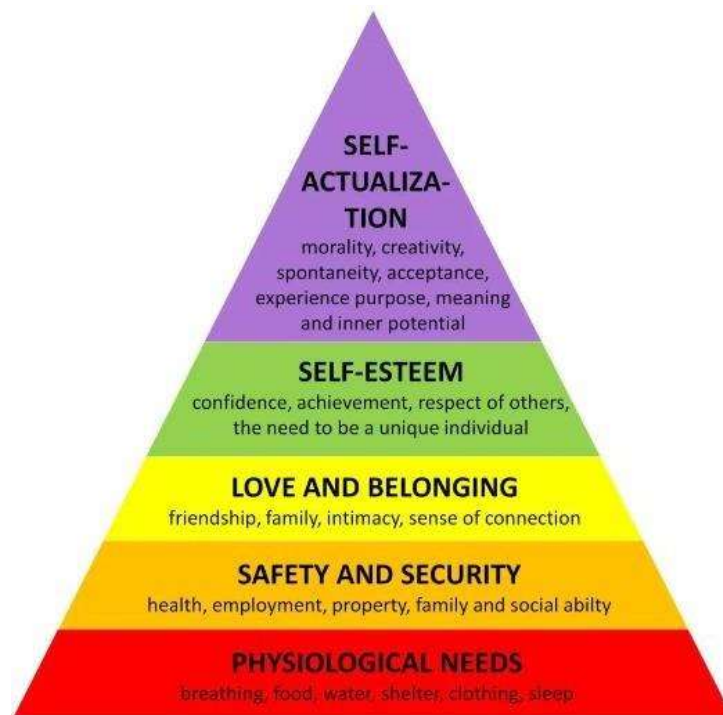 SELF-
ACTUALIZA-
TION
morality, creativity,
spontaneity, acceptance,
experience purpose, meaning
and inner potential
SELF-ESTEEM
confidence, achievement, respect of others,
the need to be a unique individual
LOVE AND BELONGING
friendship, family, intimacy, sense of connection
SAFETY AND SECURITY
health, employment, property, family and social abilty
PHYSIOLOGICAL NEEDS
breathing, food, water, shelter, clothing, sleep